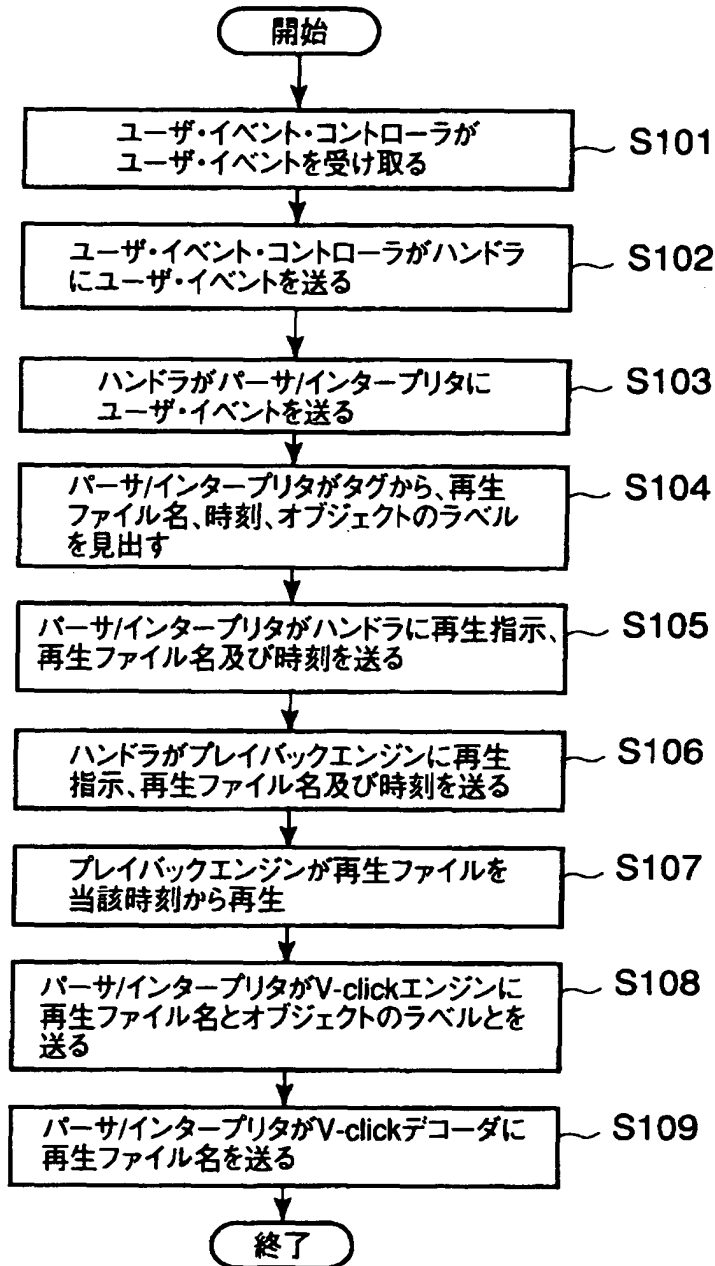 開始
ユーザ・イベント・コントローラが
ユーザ・イベントを受け取る
S101
ユーザ・イベント・コントローラがハンドラ
にユーザ・イベントを送る
S102
ハンドラがパーサ/インタープリタに
ユーザ・イベントを送る
S103
パーサ/インタープリタがタグから、再生
ファイル名、時刻、オブジェクトのラベル
を見出す
S104
パーサ/インタープリタがハンドラに再生指示、
再生ファイル名及び時刻を送る
S105
ハンドラがプレイバックエンジンに再生
指示、再生ファイル名及び時刻を送る
S106
プレイバックエンジンが再生ファイルを
当該時刻から再生
S107
パーサ/インタープリタがV-clickエンジンに
再生ファイル名とオブジェクトのラベルとを
送る
S108
パーサ/インタープリタがV-clickデコーダに
再生ファイル名を送る
S109
終了